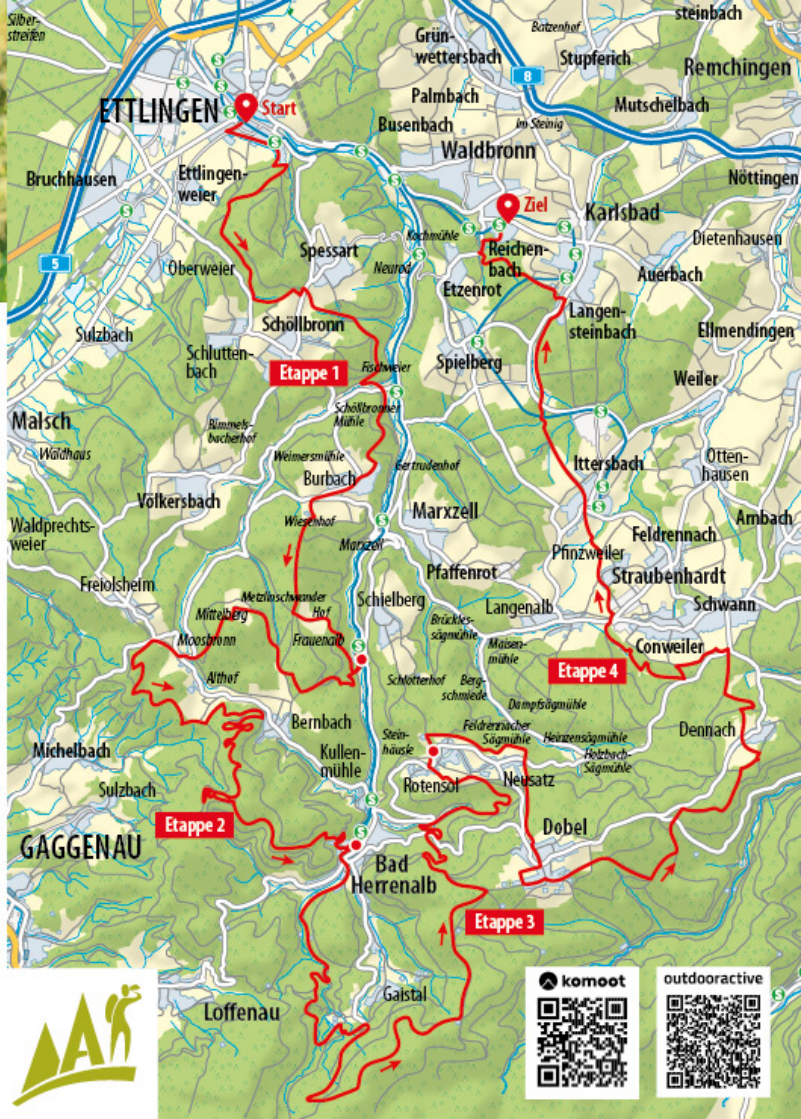 Silber-
streifen
Grün-
wettersbach
Batzenhof
steinbach
Stupferich
Remchingen
8
ETTLINGEN
Start
Palmbach
Mutschelbach
Busenbach
Im Steinig
Waldbronn
Bruchhausen
Ettlingen-
weier
Nöttingen
Ziel
Karlsbad
Kochmühle
Dietenhausen
Spessart
Reichen-
bach
5
Oberweier
Neurod
Etzenrot
Auerbach
Schöllbronn
Langen-
steinbach
Sulzbach
Ellmendingen
Schlutten-
bach
Etappe 1
Fischweier
Spielberg
Weiler
Malsch
Schöllbronner
Mühle
Rimmels-
bacherhof
Waldhaus
Weimersmühle
Gertrudenhof
Ittersbach
Otten-
hausen
Burbach
Völkersbach
Wiesenhof
Marxzell
Arnbach
Waldprechts-
weier
Marxzell
Feldrennach
Pfinzweiler
Freiolsheim
Pfaffenrot
Straubenhardt
Metzlinschwander
Hof
Schielberg
Langenalb
Schwann
Mittelberg
Moosbronn
Frauenalb
Brückles-
sägmühle
Maisen-
mühle
Conweiler
Etappe 4
Althof
Schlotterhof
Berg-
schmiede
Dampfsägmühle
Bernbach
Feldrennacher
Sägmühle
Heinzensägmühle
Dennach
Stein-
häusle
Holzbach-
Sägmühle
Michelbach
Kullen-
mühle
Sulzbach
Rotensol
Neusatz
Etappe 2
Dobel
GAGGENAU
Bad
Herrenalb
Etappe 3
Gaistal
Loffenau
komoot
outdooractive